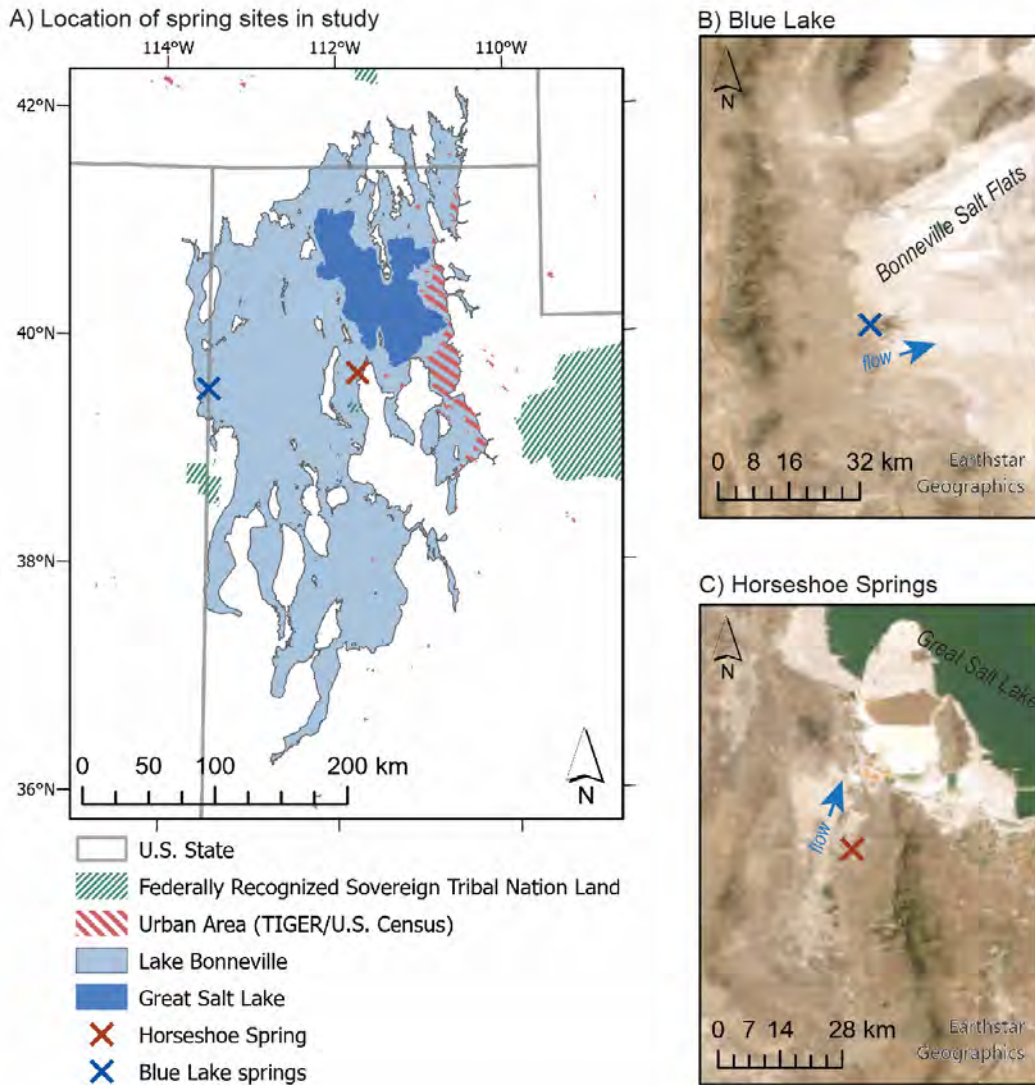 A) Location of spring sites in study
114°W 112°W 110°W
42°N
40°N
38°N
36°N
0 50 100 200 km
N
U.S. State
Federally Recognized Sovereign Tribal Nation Land
Urban Area (TIGER/U.S. Census)
Lake Bonneville
Great Salt Lake
Horseshoe Spring
Blue Lake springs
B) Blue Lake
N
Bonneville Salt Flats
flow
0 8 16 32 km
Earthstar
Geographics
C) Horseshoe Springs
N
Great Salt Lake
flow
0 7 14 28 km
Earthstar
Geographics